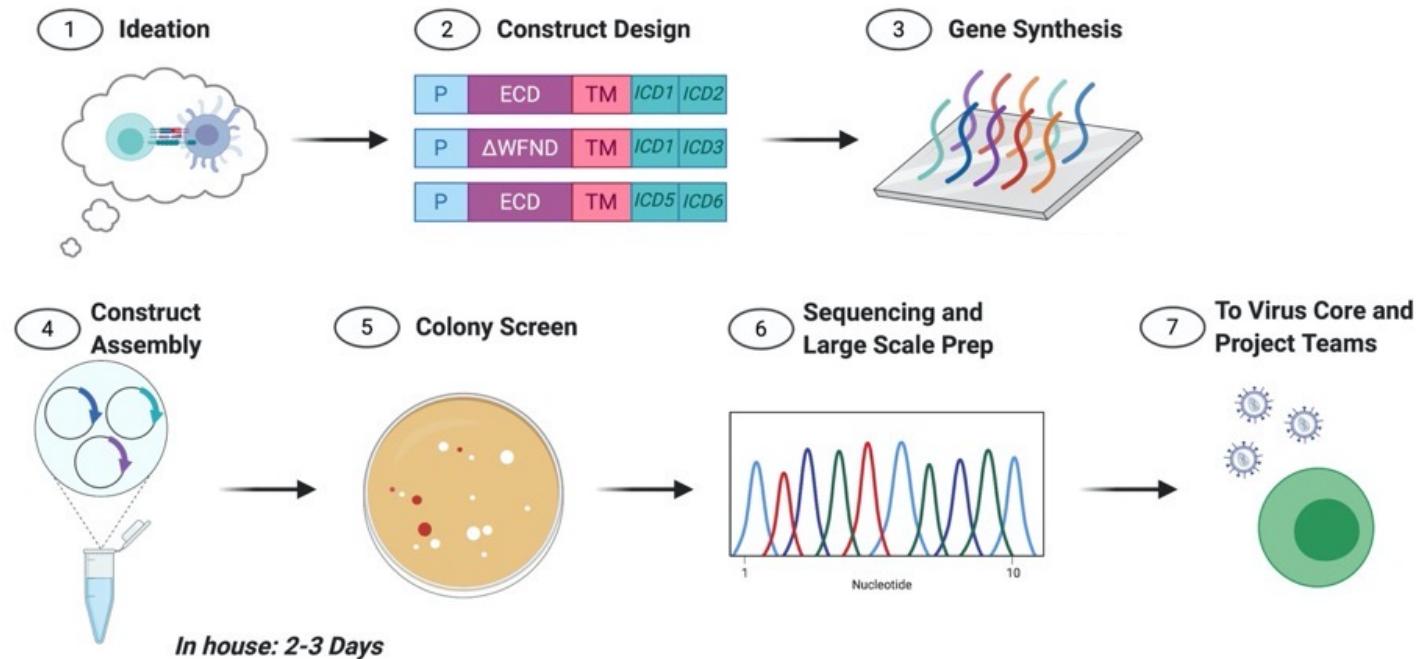 1 Ideation
2 Construct Design
3 Gene Synthesis
P ECD TM ICD1 ICD2
P ΔWFND TM ICD1 ICD3
P ECD TM ICD5 ICD6
4 Construct
Assembly
5 Colony Screen
6 Sequencing and
Large Scale Prep
7 To Virus Core and
Project Teams
1 10
Nucleotide
In house: 2-3 Days